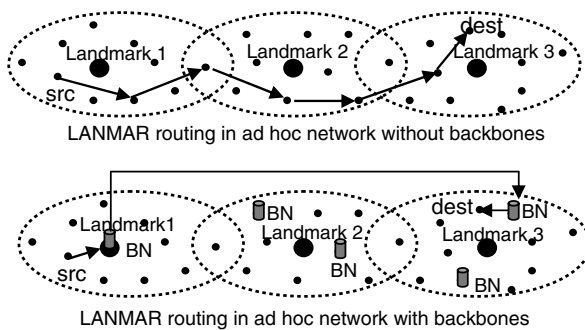 dest
Landmark 1
Landmark 2
Landmark 3
src
LANMAR routing in ad hoc network without backbones
BN
dest
BN
Landmark1
Landmark 2
Landmark 3
BN
BN
src
BN
LANMAR routing in ad hoc network with backbones